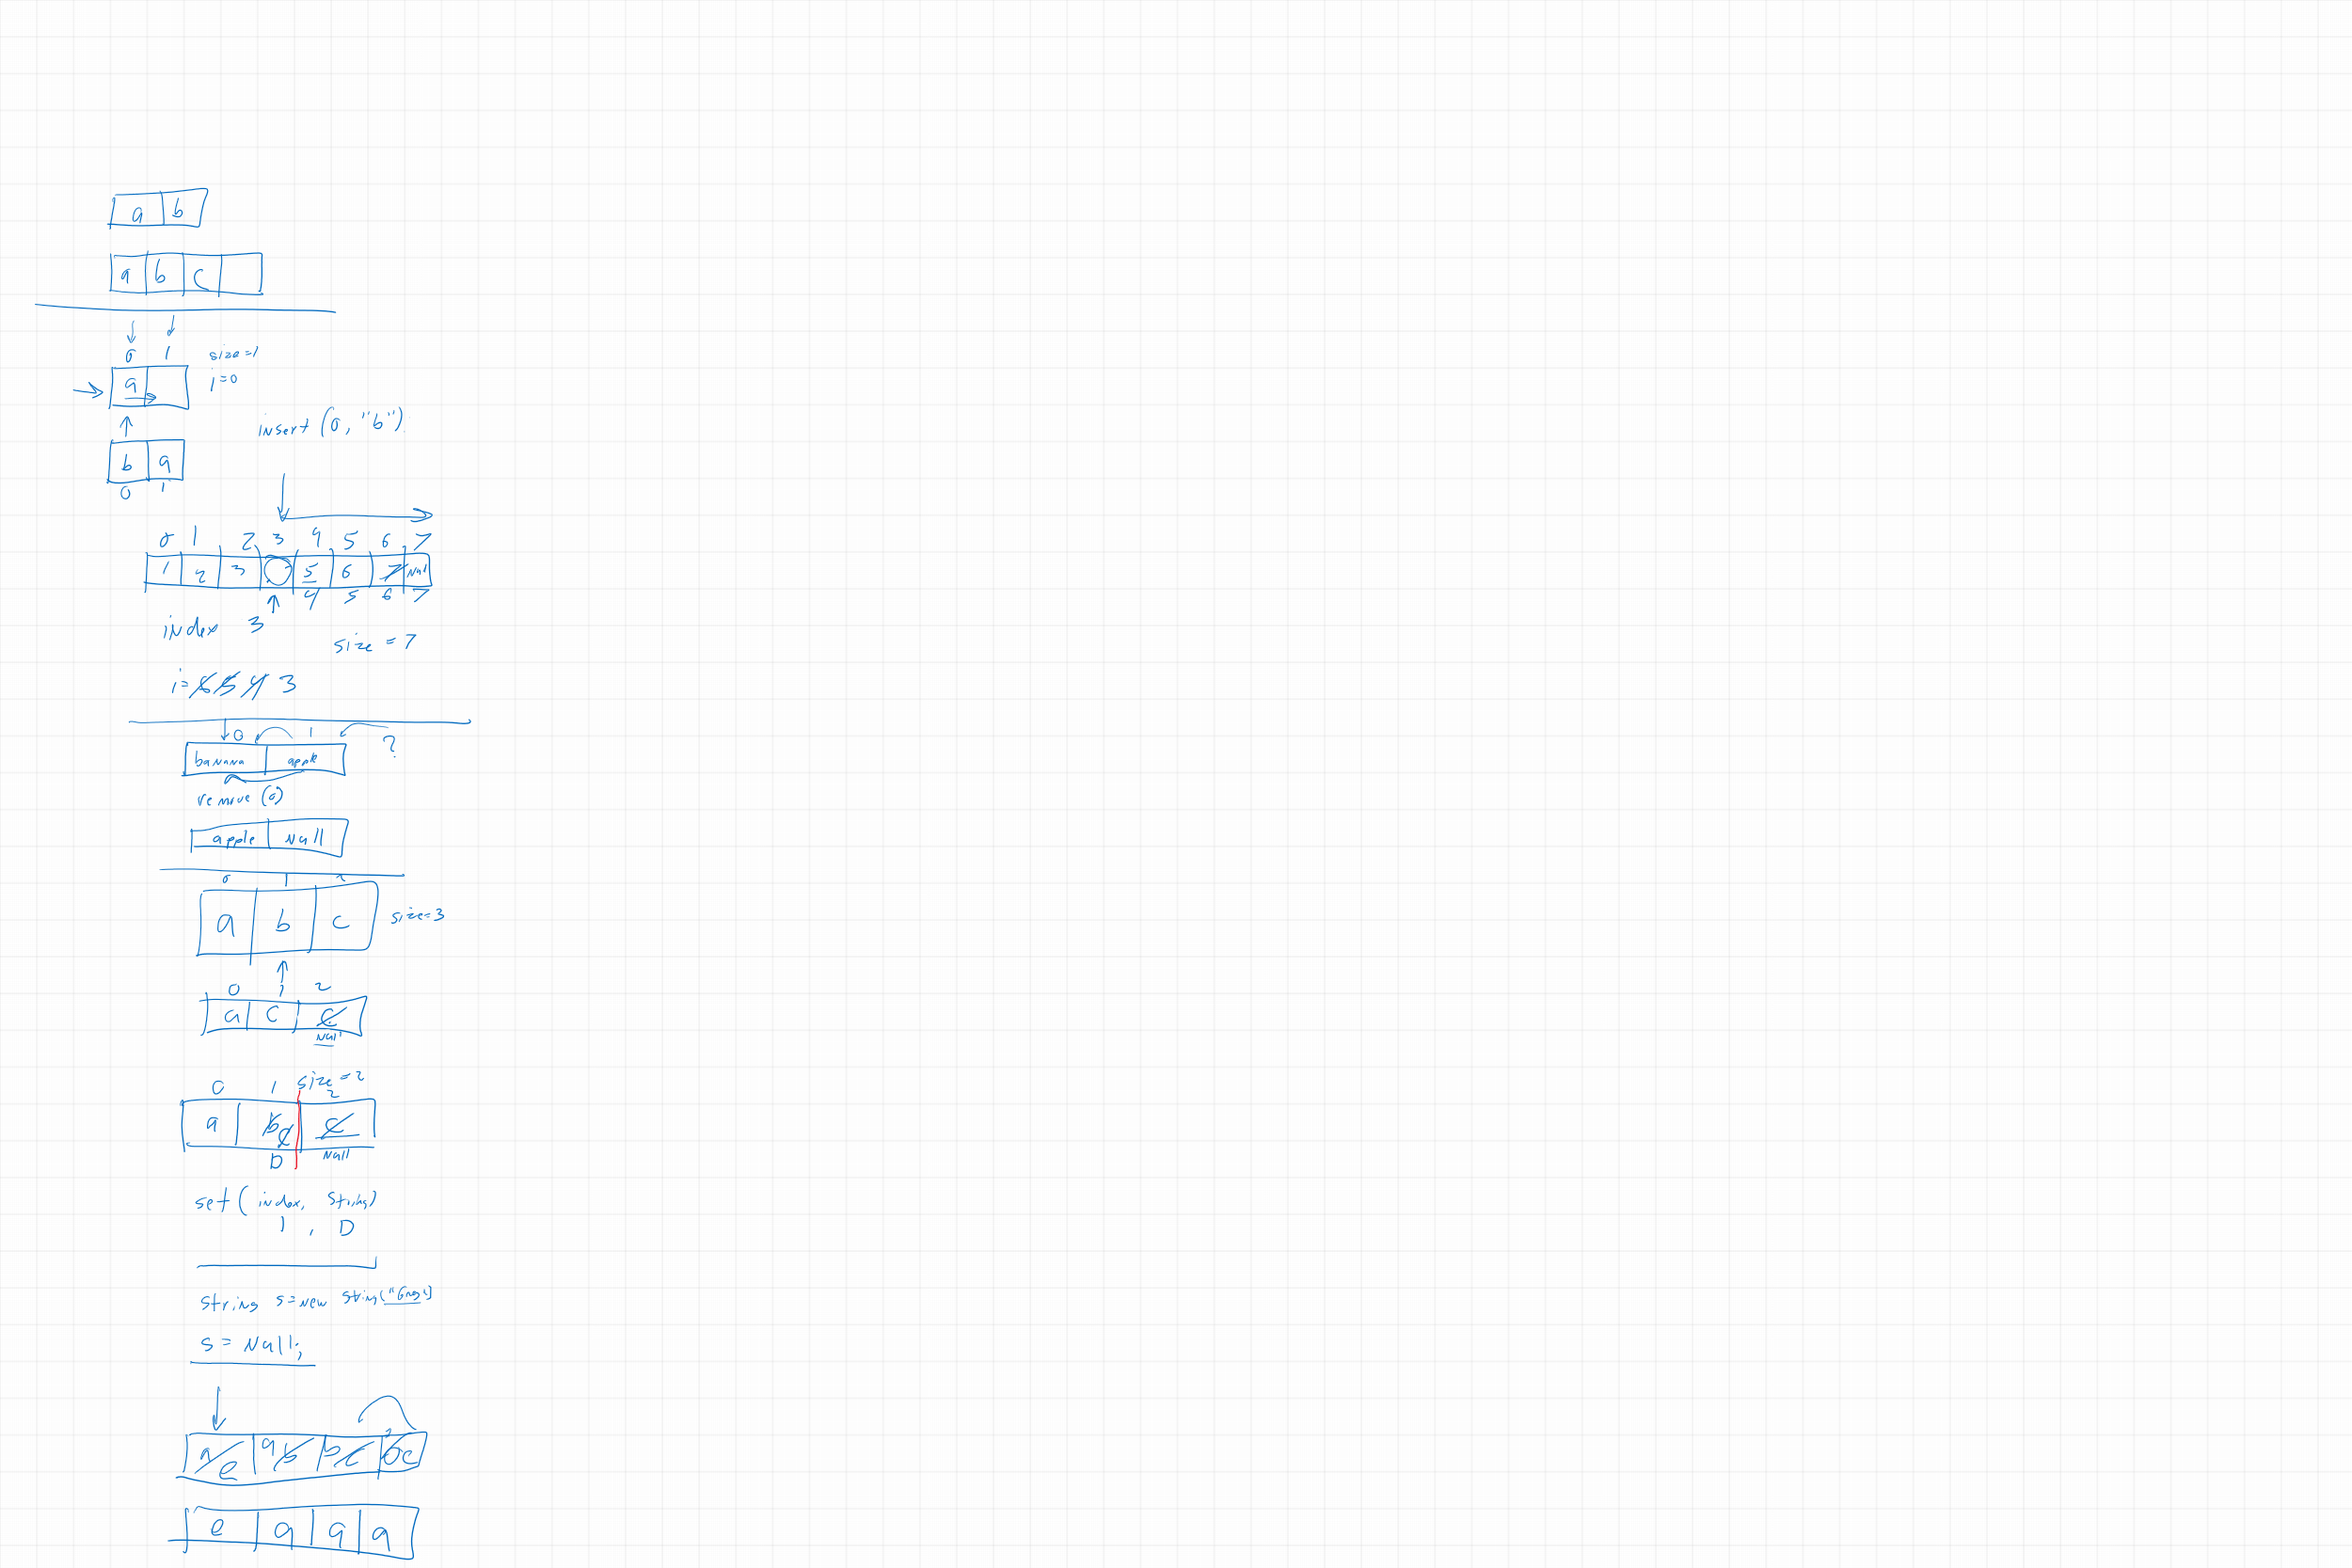 a b
a b c
0 1 size=1
a i=0
insert (0, "b")
b a
0 1
0 1 2 3 4 5 6 7
1 2 3 5 6 7 Null
4 5 6 7
index 3
size = 7
i= 6 5 4 3
0 1 ?
banana apple
remove (0)
apple Null
0 1 2
a b c size=3
0 1 2
a c c
Null
0 1 size=2
2
a b c c
D Null
set ( index, string)
1 , D
string s=new string("
s = Null;
a e a b b c c
e a a a